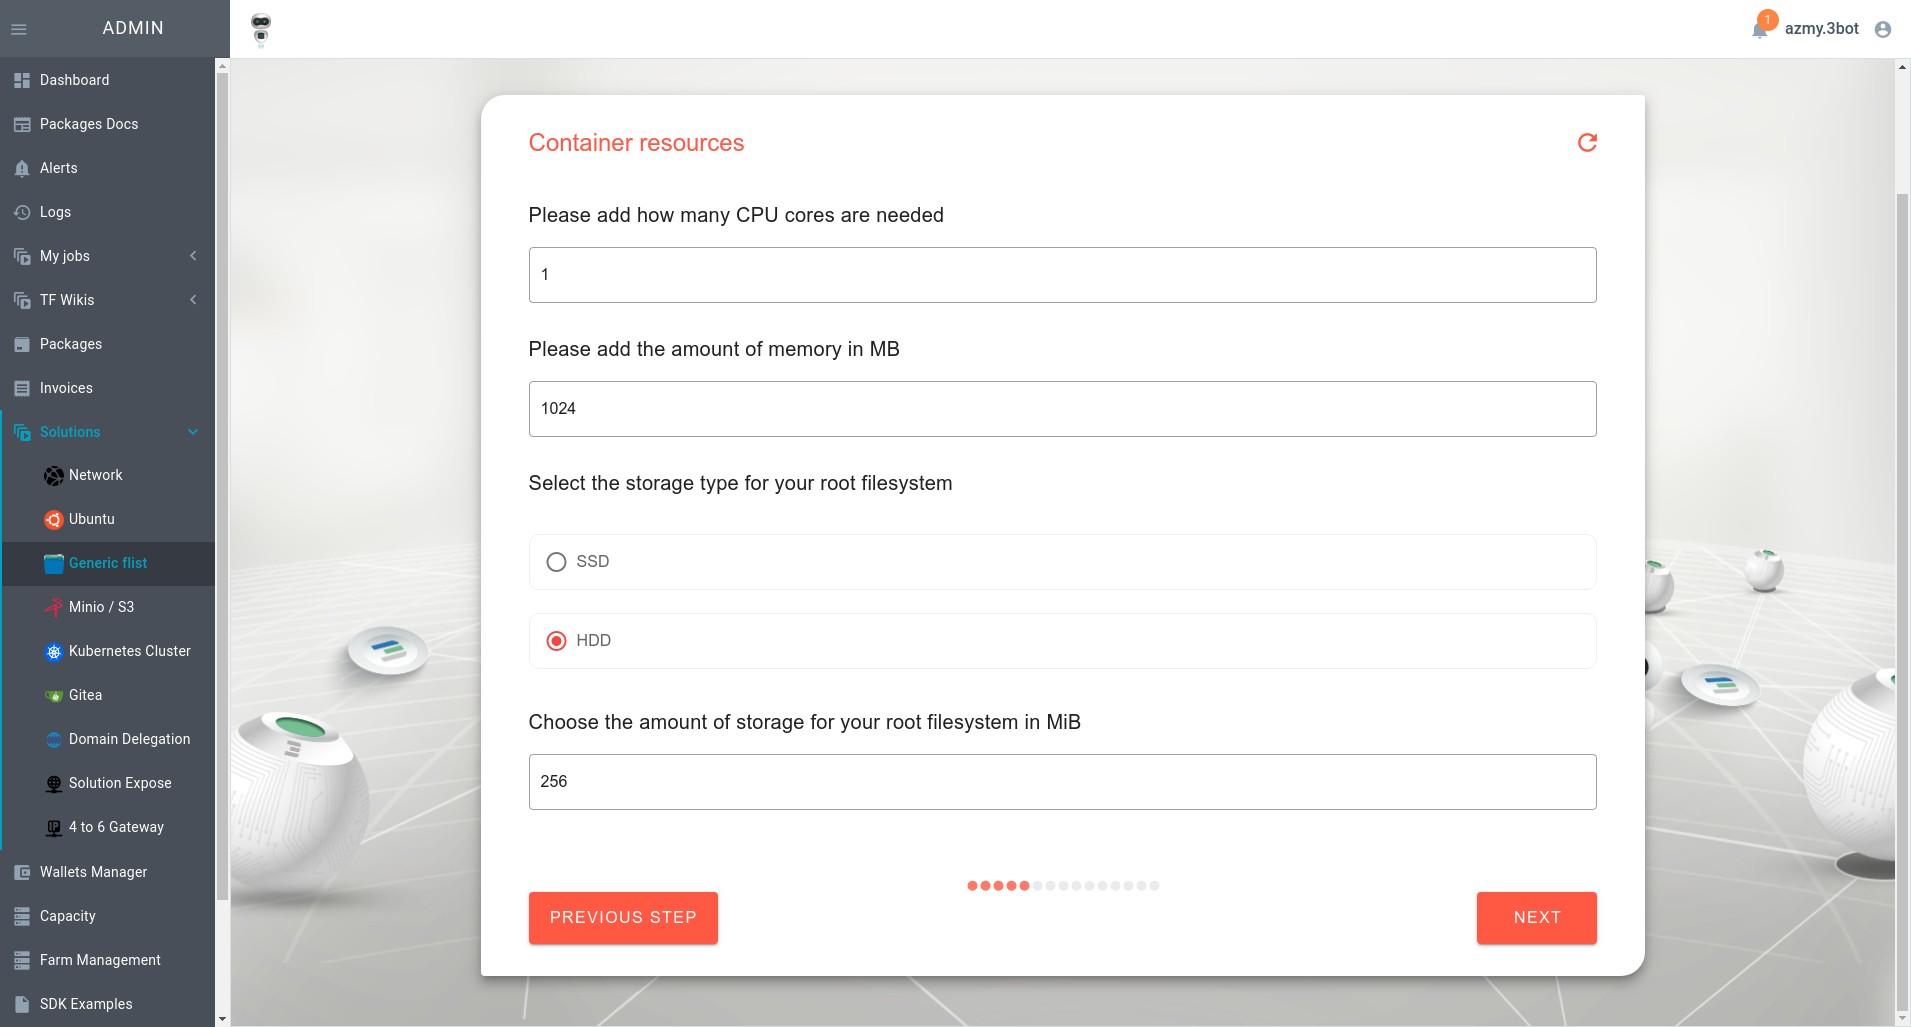 ADMIN
1
azmy.3bot
Dashboard
Packages Docs
Alerts
Logs
My jobs
TF Wikis
Packages
Invoices
Solutions
Network
Ubuntu
Generic flist
Minio / S3
Kubernetes Cluster
Gitea
Domain Delegation
Solution Expose
4 to 6 Gateway
Wallets Manager
Capacity
Farm Management
SDK Examples
Container resources
Please add how many CPU cores are needed
1
Please add the amount of memory in MB
1024
Select the storage type for your root filesystem
SSD
HDD
Choose the amount of storage for your root filesystem in MiB
256
PREVIOUS STEP
NEXT